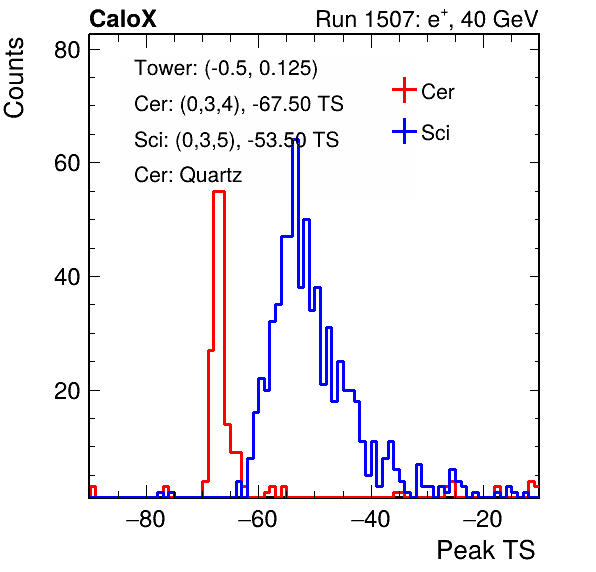 CaloX Run 1507: e+, 40 GeV
Counts
80
60
40
20
Tower: (-0.5, 0.125)
Cer: (0,3,4), -67.50 TS
Sci: (0,3,5), -53.50 TS
Cer: Quartz
Cer
Sci
−80 −60 −40 −20
Peak TS